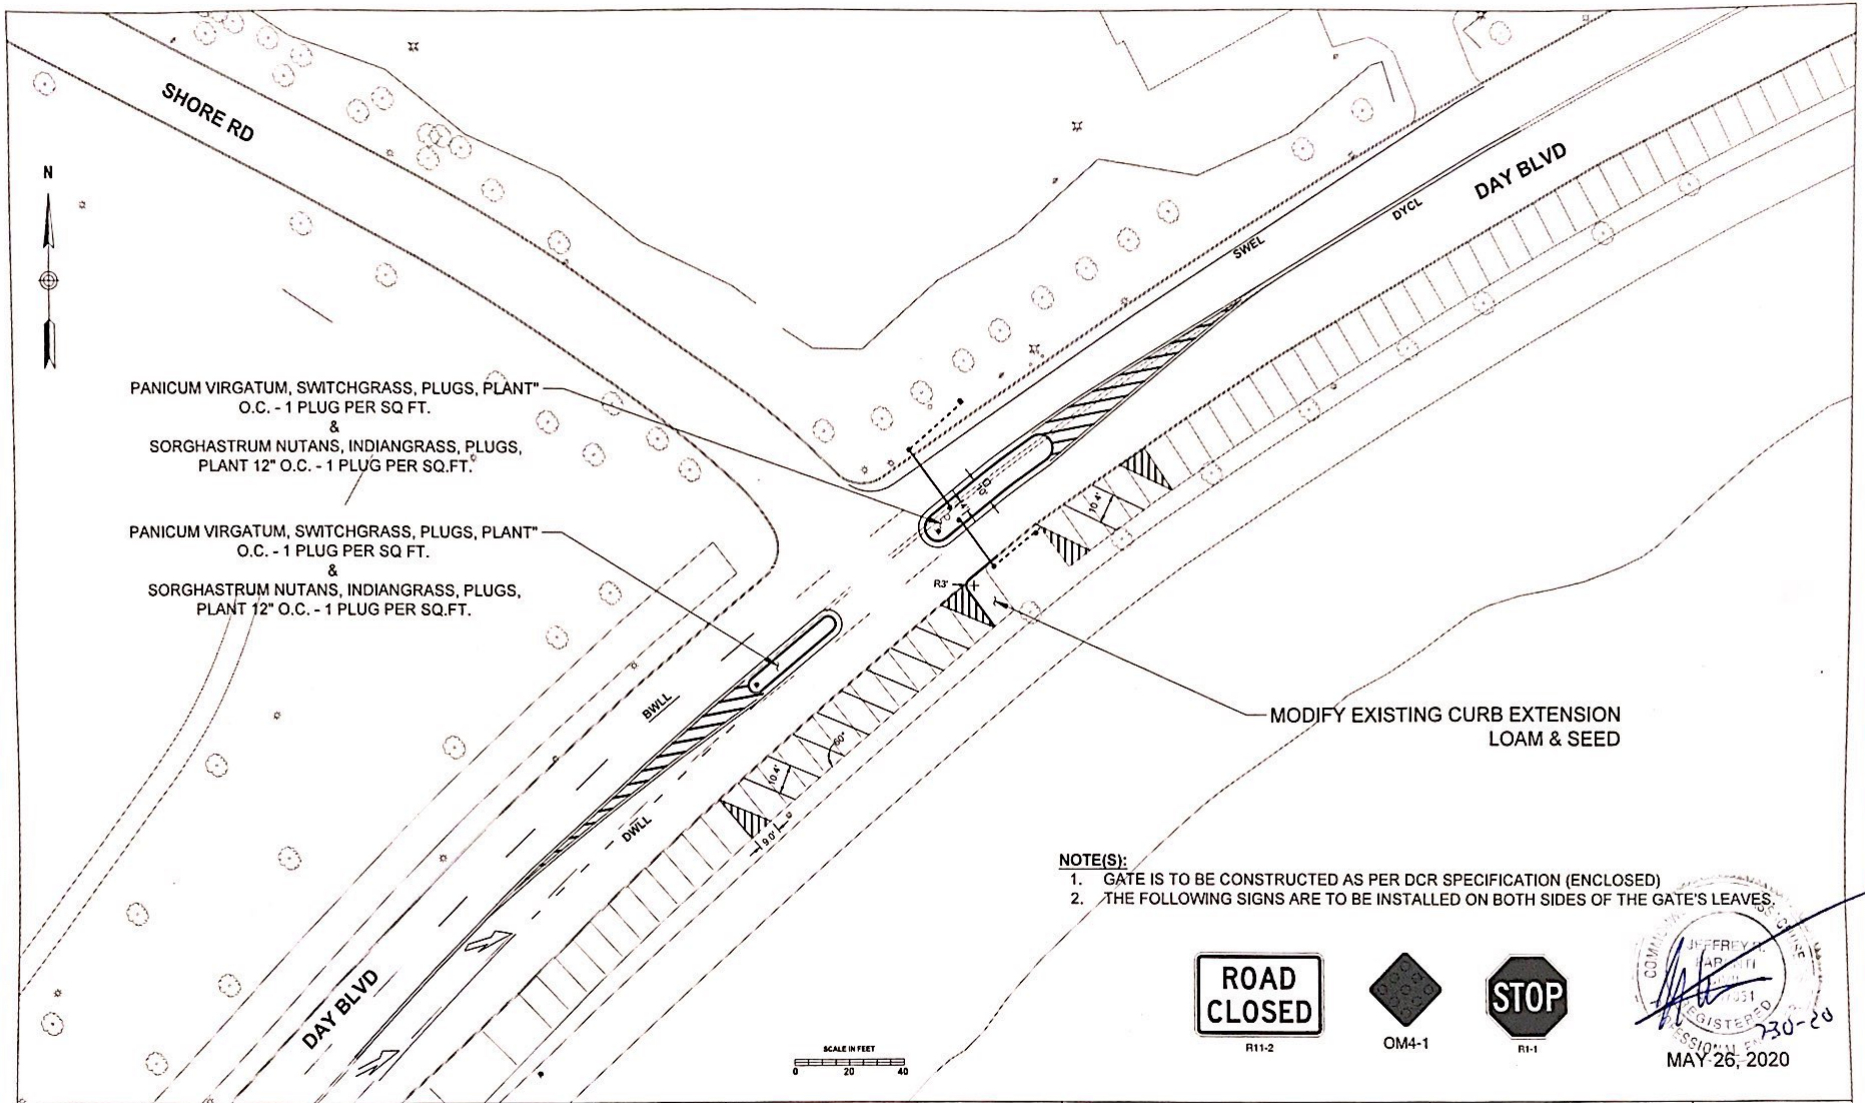 SHORE RD
DAY BLVD
N
DYCL
SWEL
PANICUM VIRGATUM, SWITCHGRASS, PLUGS, PLANT"
O.C. - 1 PLUG PER SQ FT.
&
SORGHASTRUM NUTANS, INDIANGRASS, PLUGS,
PLANT 12" O.C. - 1 PLUG PER SQ.FT.
10.4'
PANICUM VIRGATUM, SWITCHGRASS, PLUGS, PLANT"
O.C. - 1 PLUG PER SQ FT.
&
SORGHASTRUM NUTANS, INDIANGRASS, PLUGS,
PLANT 12" O.C. - 1 PLUG PER SQ.FT.
R3'
BWLL
MODIFY EXISTING CURB EXTENSION
LOAM & SEED
60°
10.4'
DWLL
9.0'
NOTE(S):
1. GATE IS TO BE CONSTRUCTED AS PER DCR SPECIFICATION (ENCLOSED)
2. THE FOLLOWING SIGNS ARE TO BE INSTALLED ON BOTH SIDES OF THE GATE'S LEAVES.
DAY BLVD
ROAD
CLOSED
R11-2
OM4-1
STOP
R1-1
JEFFREY
REGISTERED
7-30-20
MAY 26, 2020
SCALE IN FEET
0 20 40